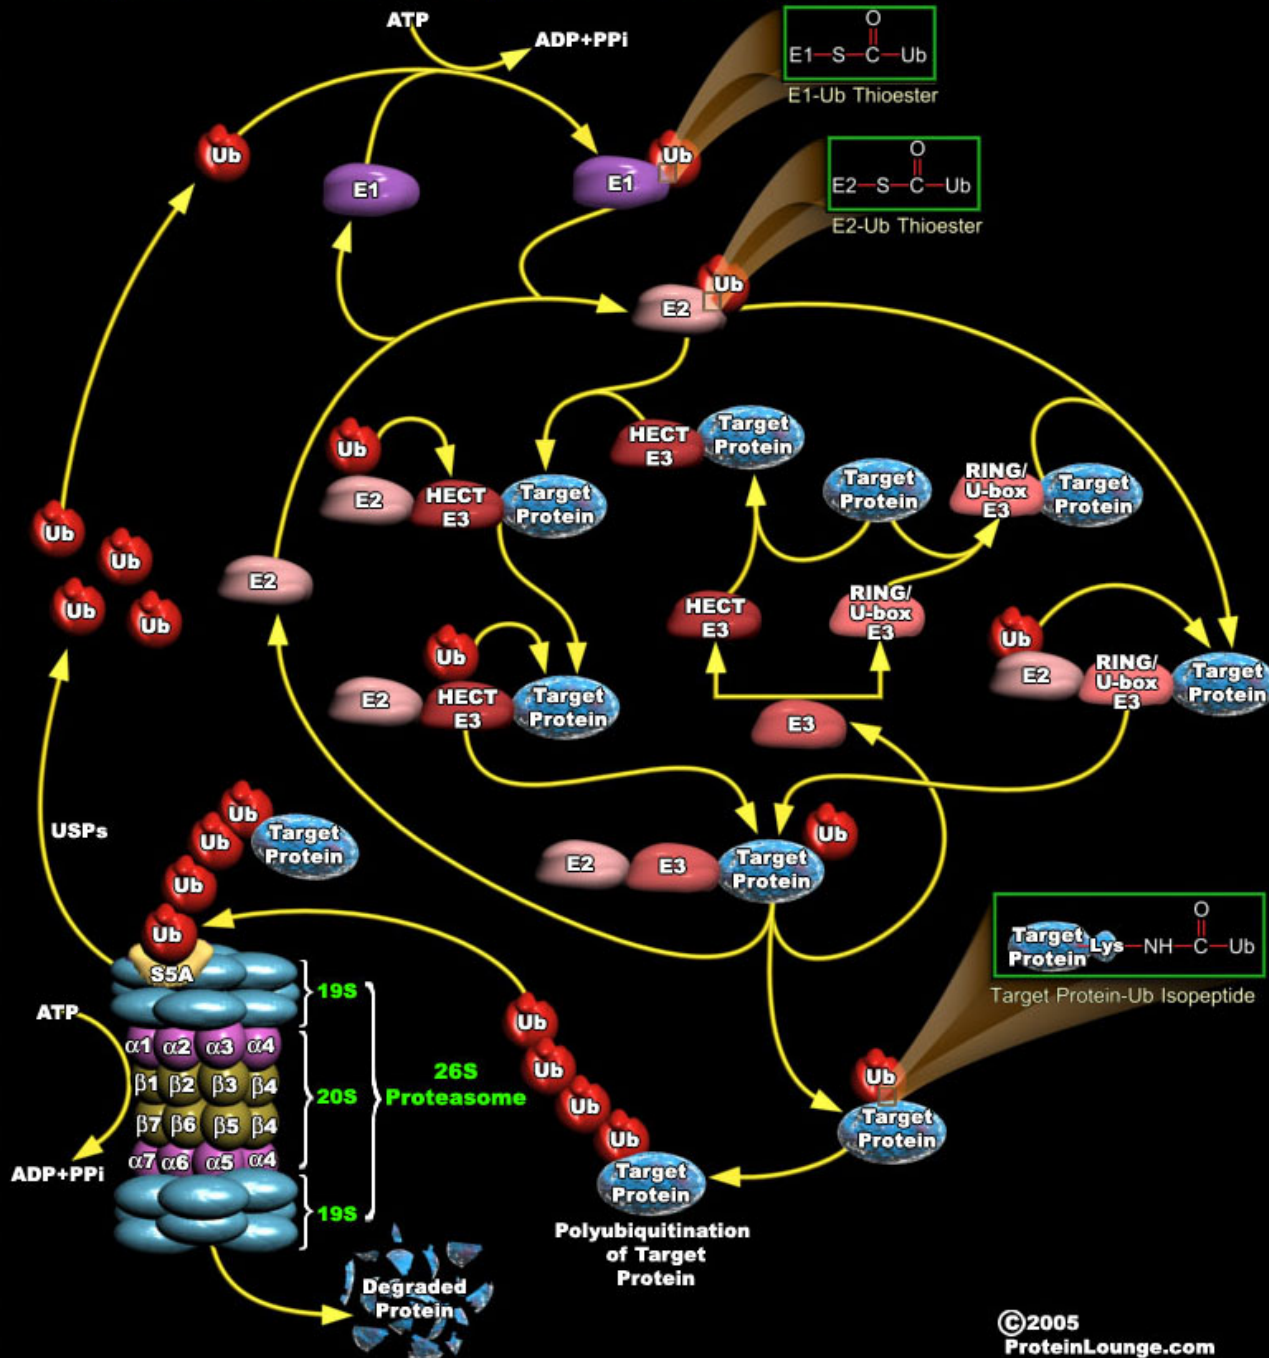 ATP
ADP+PPi
O
E1—S—C—Ub
E1-Ub Thioester
Ub
E1
E1
Ub
O
E2—S—C—Ub
E2-Ub Thioester
Ub
E2
Ub
E2
HECT
E3
Target
Protein
HECT
E3
Target
Protein
Target
Protein
RING/
U-box
E3
Target
Protein
Ub
Ub
Ub
Ub
E2
HECT
E3
RING/
U-box
E3
Ub
E2
HECT
E3
Target
Protein
Ub
E2
RING/
U-box
E3
Target
Protein
E3
USPs
Ub
Ub
Ub
Ub
Target
Protein
E2
E3
Target
Protein
Ub
S5A
19S
ATP
α1 α2 α3 α4
β1 β2 β3 β4
β7 β6 β5 β4
α7 α6 α5 α4
20S
26S
Proteasome
ADP+PPi
19S
Ub
Ub
Ub
Ub
Target
Protein
Polyubiquitination
of Target
Protein
Ub
Target
Protein
O
Target
Protein
Lys—NH—C—Ub
Target Protein-Ub Isopeptide
Degraded
Protein
©2005
ProteinLounge.com